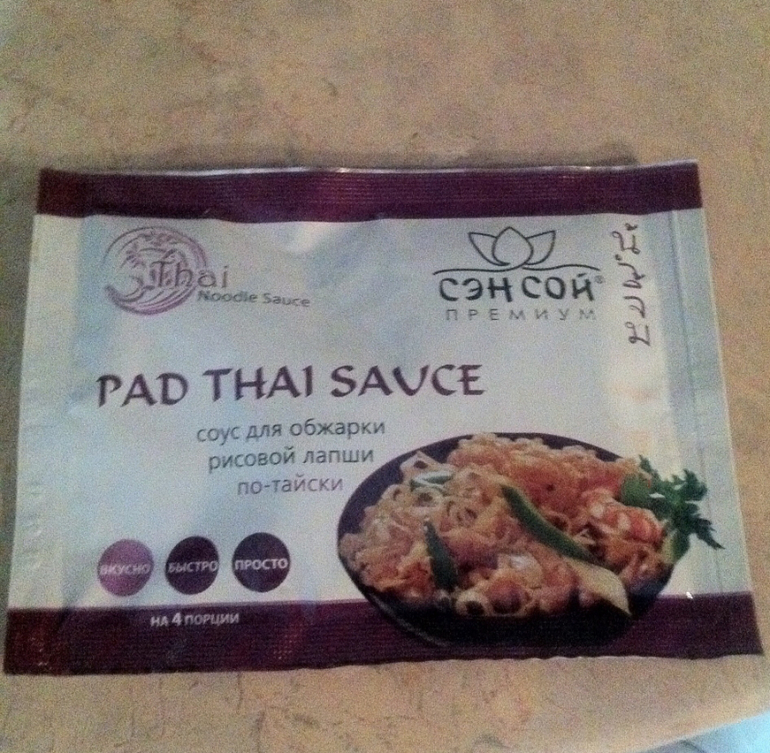 Thai
Noodle Sauce
СЭН СОЙ®
ПРЕМИУМ
PAD THAI SAUCE
соус для обжарки
рисовой лапши
по-тайски
ВКУСНО
БЫСТРО
ПРОСТО
НА 4 ПОРЦИИ